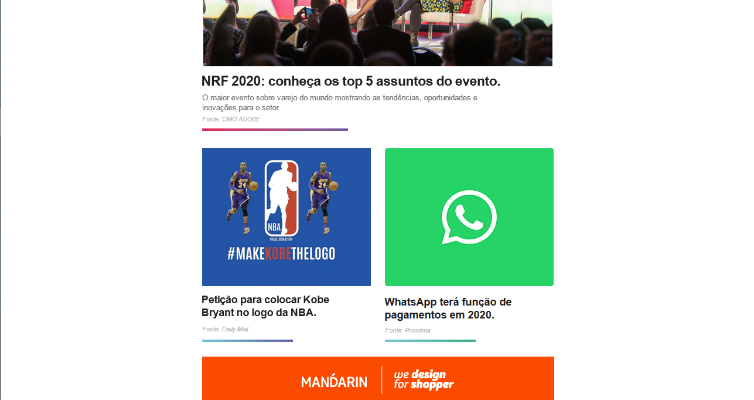 NRF 2020: conheça os top 5 assuntos do evento.
O maior evento sobre varejo do mundo mostrando as tendências, oportunidades e
inovações para o setor.
Fonte: CMO ADOBE
24
24
NBA
#MAKEKOBETHELOGO
Petição para colocar Kobe
Bryant no logo da NBA.
Fonte: Daily Mail
WhatsApp terá função de
pagamentos em 2020.
Fonte: Proxxima
MANDARIN
we design
for shopper